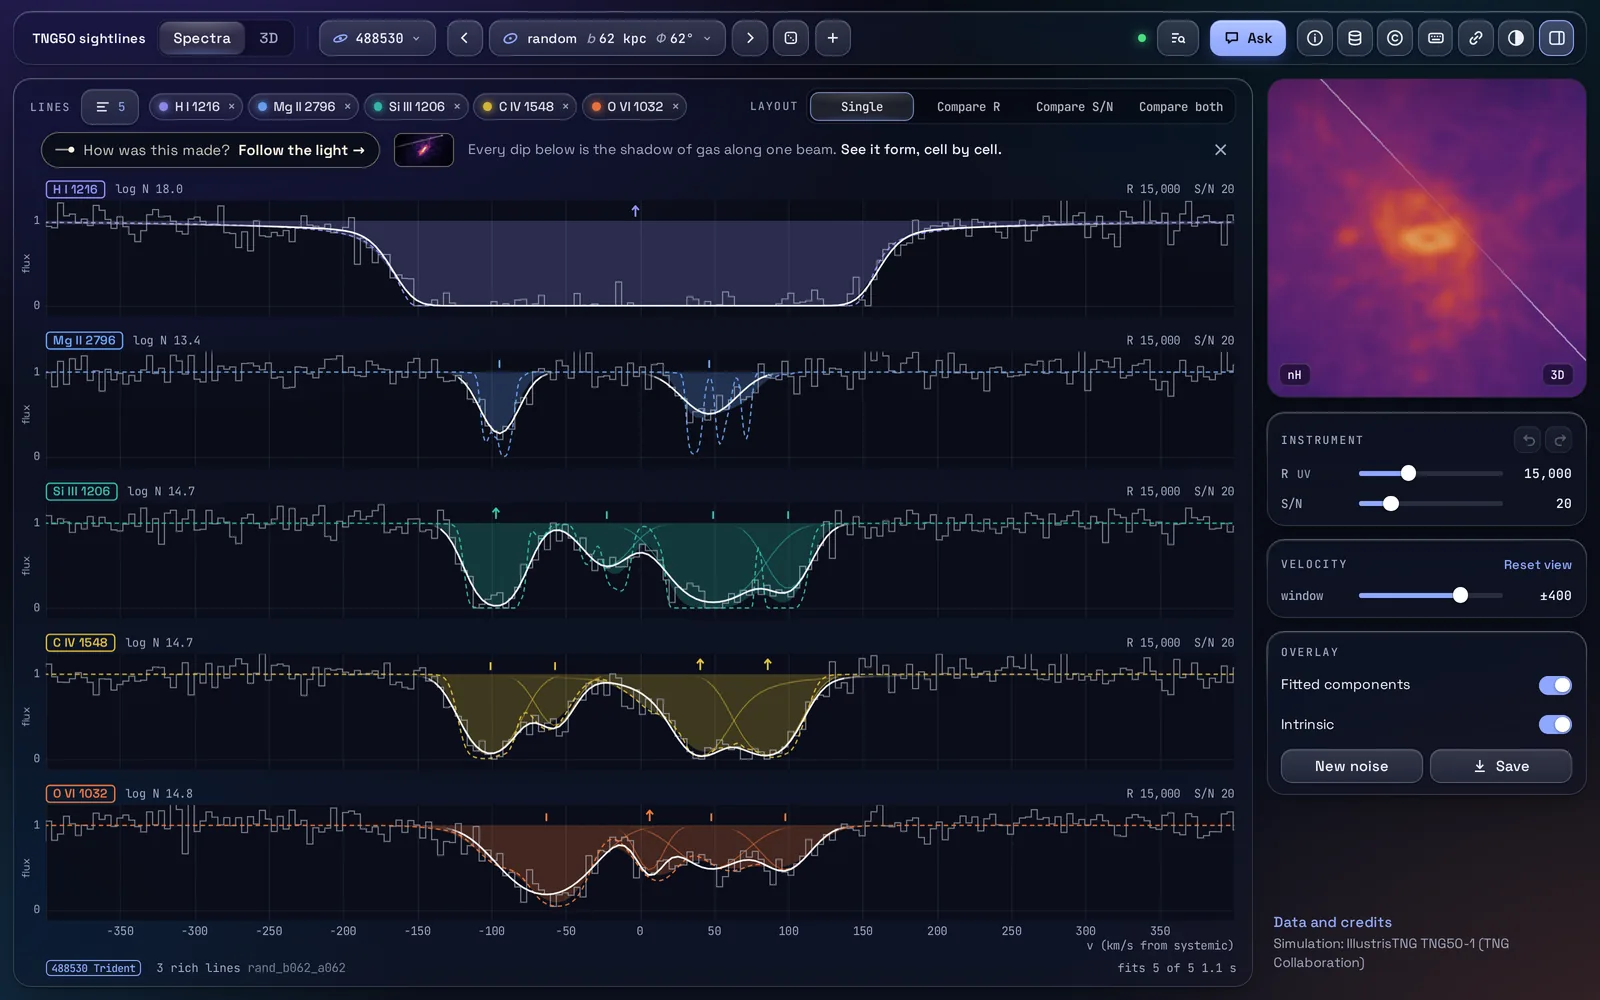 TNG50 sightlines Spectra 3D 488530 random b 62 kpc Φ 62° Ask
LINES 5 H I 1216 × Mg II 2796 × Si III 1206 × C IV 1548 × O VI 1032 × LAYOUT Single Compare R Compare S/N Compare both
How was this made? Follow the light → Every dip below is the shadow of gas along one beam. See it form, cell by cell.
H I 1216 log N 18.0 R 15,000 S/N 20
1
flux
0
Mg II 2796 log N 13.4 R 15,000 S/N 20
1
flux
0
Si III 1206 log N 14.7 R 15,000 S/N 20
1
flux
0
C IV 1548 log N 14.7 R 15,000 S/N 20
1
flux
0
O VI 1032 log N 14.8 R 15,000 S/N 20
1
flux
0
-350 -300 -250 -200 -150 -100 -50 0 50 100 150 200 250 300 350
v (km/s from systemic)
488530 Trident 3 rich lines rand_b062_a062 fits 5 of 5 1.1 s
nH 3D
INSTRUMENT
R UV 15,000
S/N 20
VELOCITY Reset view
window ±400
OVERLAY
Fitted components
Intrinsic
New noise Save
Data and credits
Simulation: IllustrisTNG TNG50-1 (TNG
Collaboration)